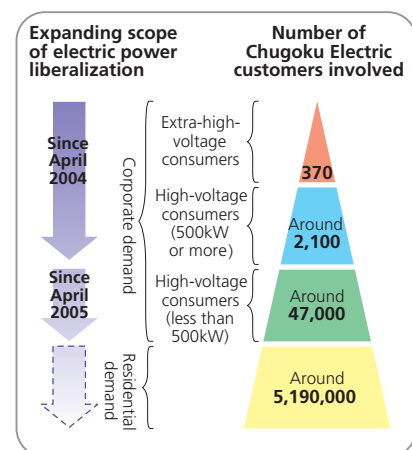 Expanding scope
of electric power
liberalization
Number of
Chugoku Electric
customers involved
Since
April
2004
Since
April
2005
Corporate demand
Residential
demand
Extra-high-
voltage
consumers
High-voltage
consumers
(500kW
or more)
High-voltage
consumers
(less than
500kW)
370
Around
2,100
Around
47,000
Around
5,190,000